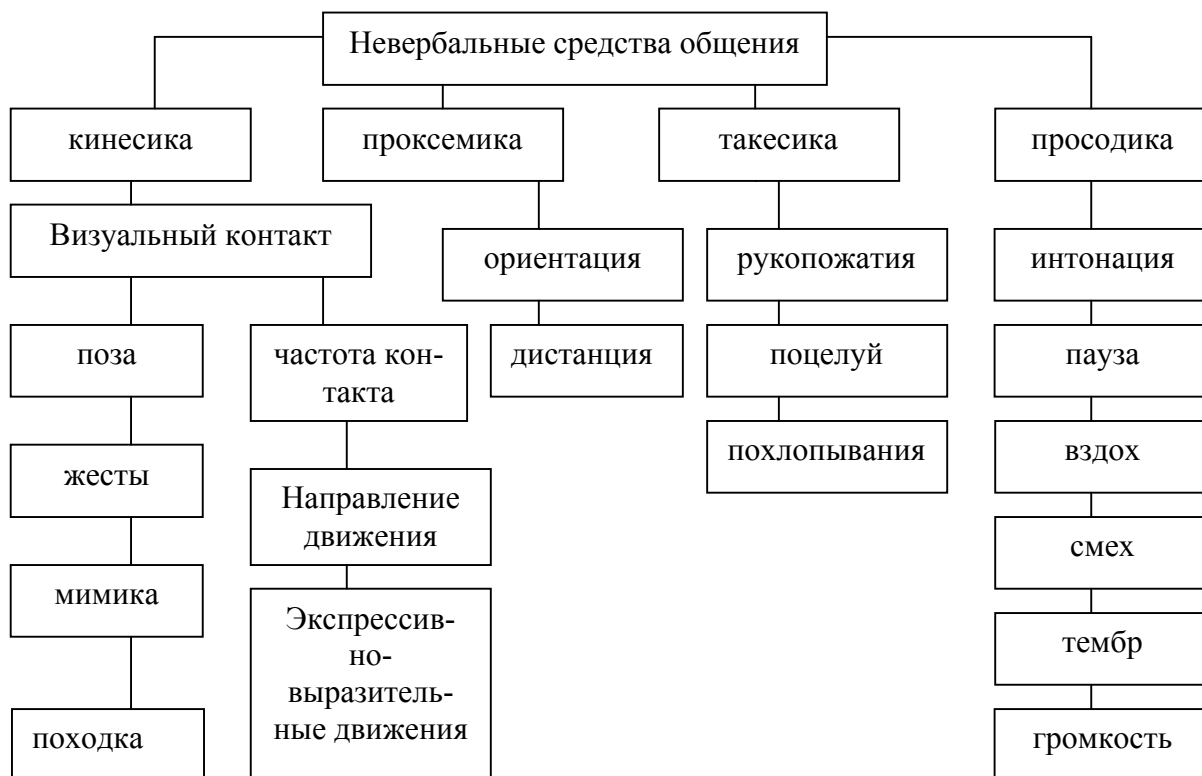 Невербальные средства общения
кинесика
проксемика
такесика
просодика
Визуальный контакт
ориентация
рукопожатия
интонация
поза
частота кон-
такта
дистанция
поцелуй
пауза
жесты
Направление
движения
похлопывания
вздох
мимика
Экспрессив-
но-
выразитель-
ные движения
смех
тембр
походка
громкость